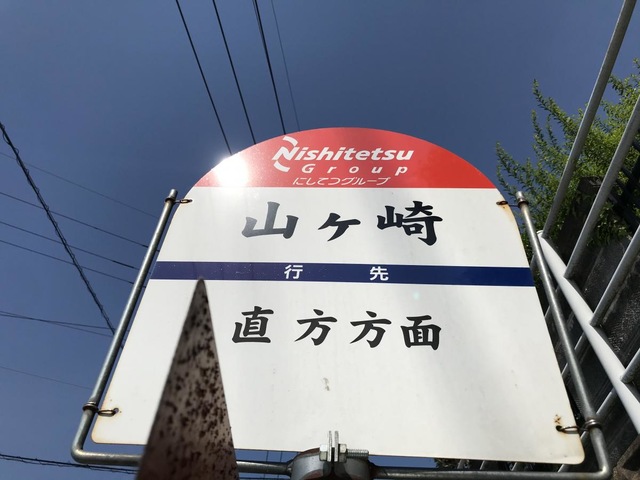 Nishitetsu
Group
にしてつグループ
山ヶ崎
行先
直方方面